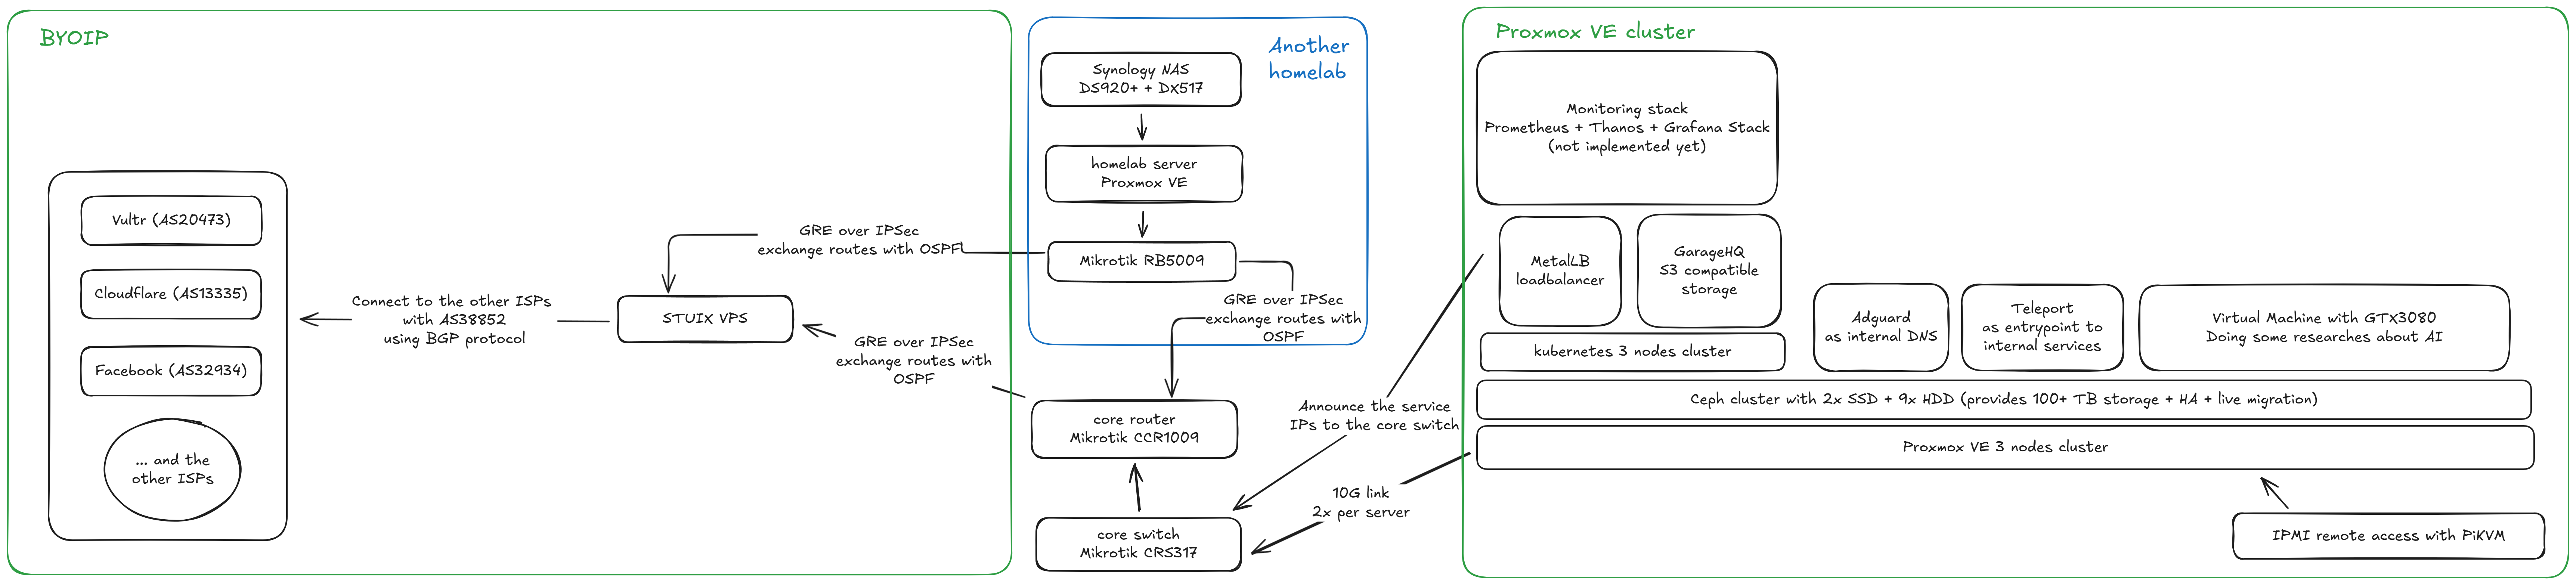 BYOIP
Vultr (AS20473)
Cloudflare (AS13335)
Facebook (AS32934)
... and the
other ISPs
Connect to the other ISPs
with AS38852
using BGP protocol
STUIX VPS
GRE over IPSec
exchange routes with OSPF
GRE over IPSec
exchange routes with
OSPF
Another
homelab
Synology NAS
DS920+ + DX517
homelab server
Proxmox VE
Mikrotik RB5009
GRE over IPSec
exchange routes with
OSPF
core router
Mikrotik CCR1009
core switch
Mikrotik CRS317
Announce the service
IPs to the core switch
10G link
2x per server
Proxmox VE cluster
Monitoring stack
Prometheus + Thanos + Grafana Stack
(not implemented yet)
MetalLB
loadbalancer
GarageHQ
S3 compatible
storage
kubernetes 3 nodes cluster
Adguard
as internal DNS
Teleport
as entrypoint to
internal services
Virtual Machine with GTX3080
Doing some researches about AI
Ceph cluster with 2x SSD + 9x HDD (provides 100+ TB storage + HA + live migration)
Proxmox VE 3 nodes cluster
IPMI remote access with PiKVM